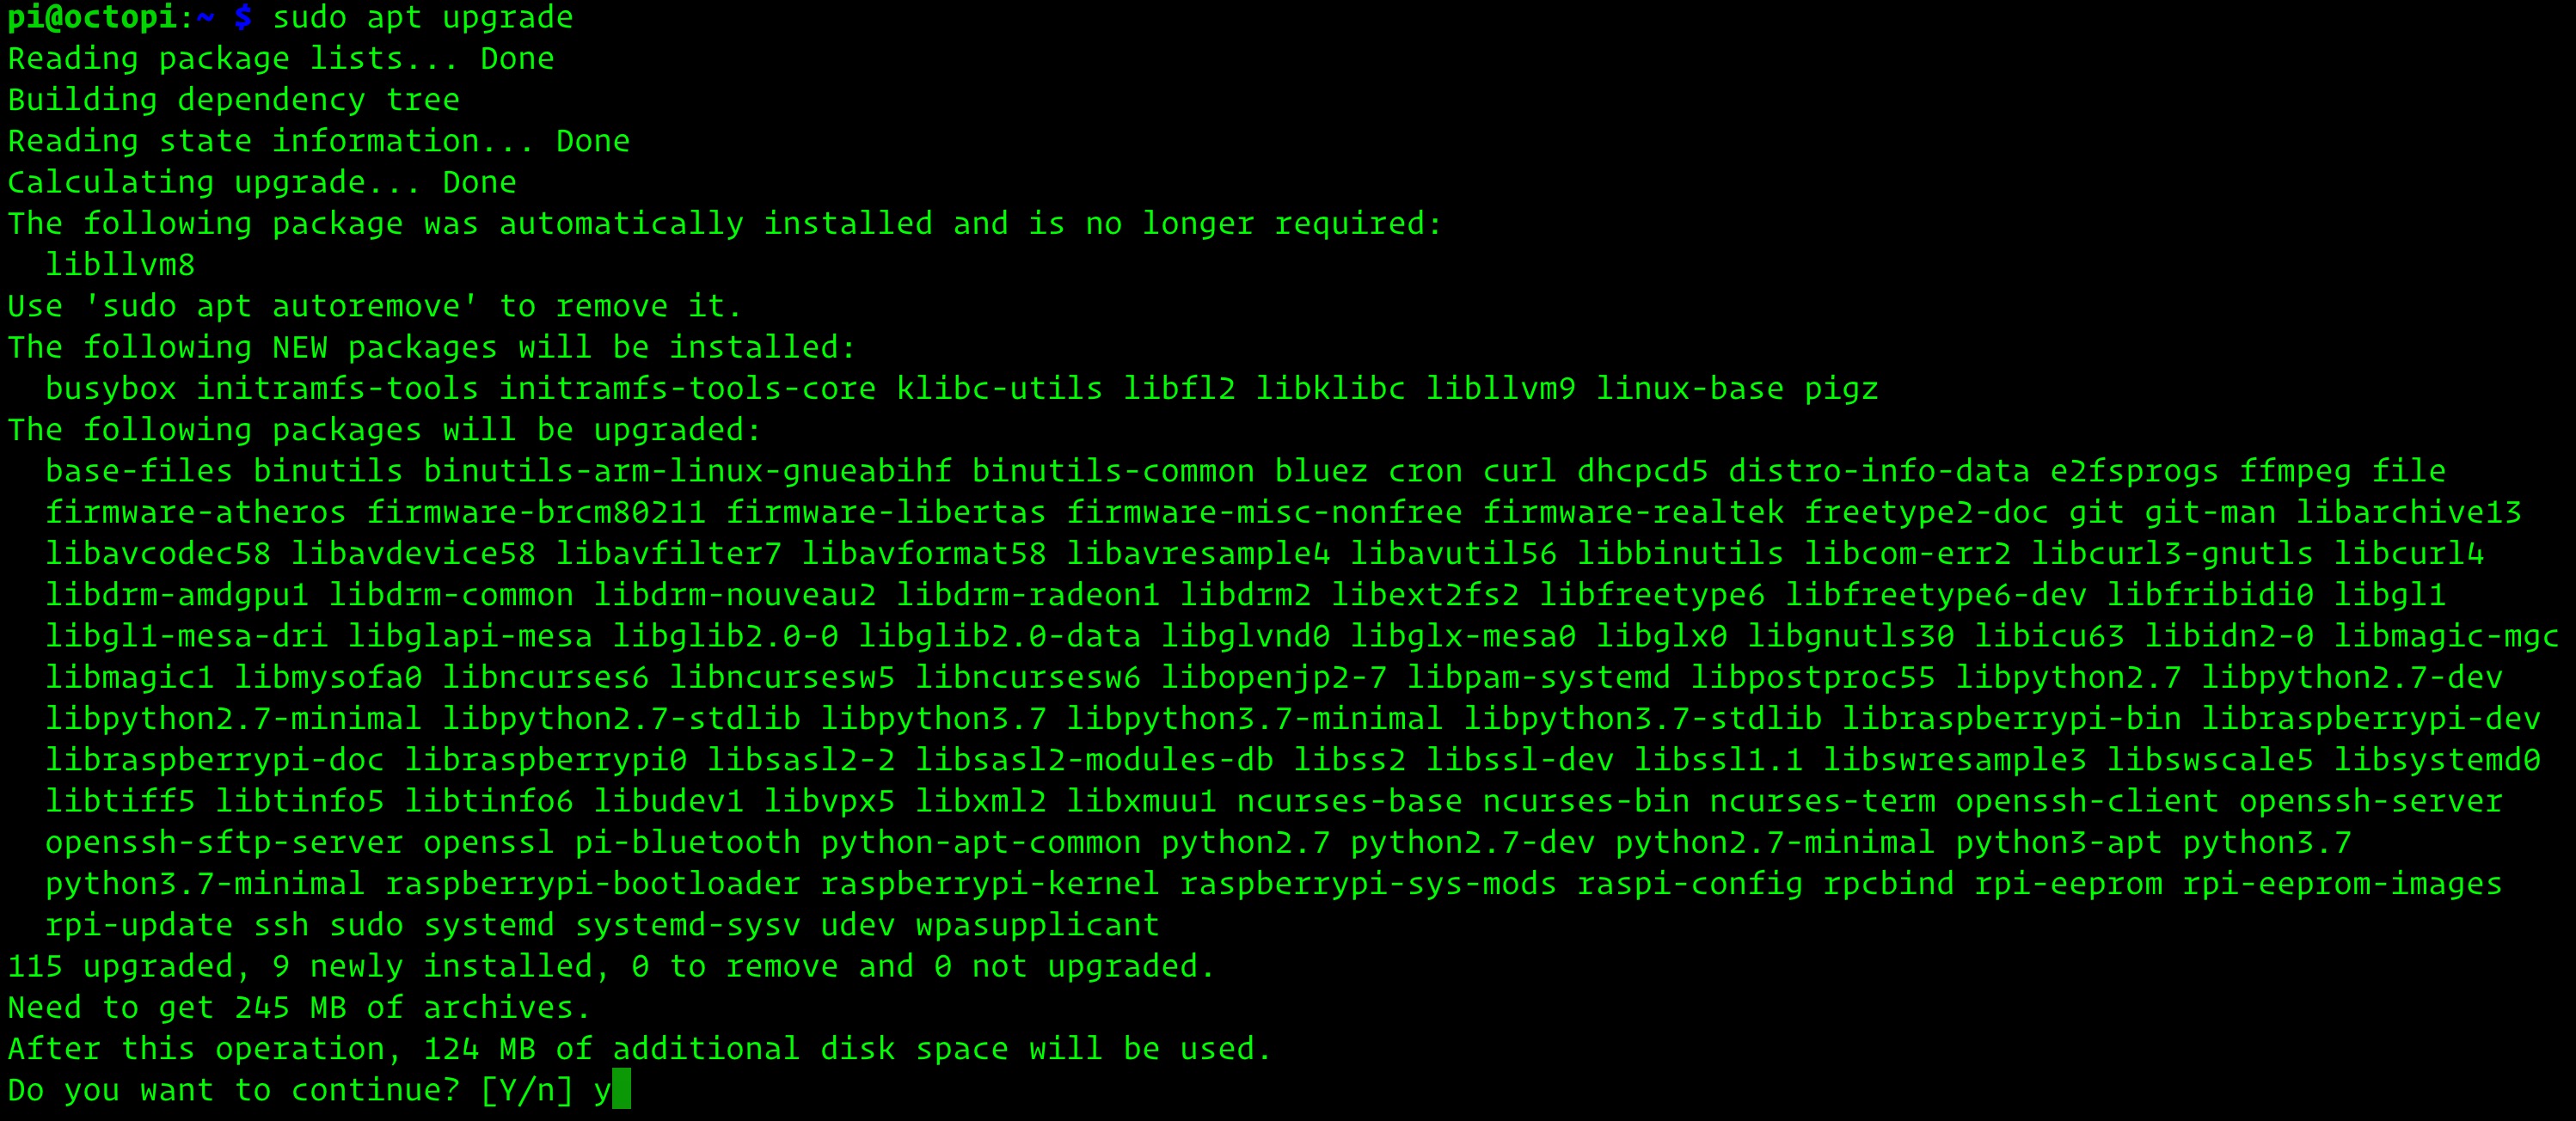 pi@octopi:~ $ sudo apt upgrade
Reading package lists... Done
Building dependency tree
Reading state information... Done
Calculating upgrade... Done
The following package was automatically installed and is no longer required:
  libllvm8
Use 'sudo apt autoremove' to remove it.
The following NEW packages will be installed:
  busybox initramfs-tools initramfs-tools-core klibc-utils libfl2 libklibc libllvm9 linux-base pigz
The following packages will be upgraded:
  base-files binutils binutils-arm-linux-gnueabihf binutils-common bluez cron curl dhcpcd5 distro-info-data e2fsprogs ffmpeg file
  firmware-atheros firmware-brcm80211 firmware-libertas firmware-misc-nonfree firmware-realtek freetype2-doc git git-man libarchive13
  libavcodec58 libavdevice58 libavfilter7 libavformat58 libavresample4 libavutil56 libbinutils libcom-err2 libcurl3-gnutls libcurl4
  libdrm-amdgpu1 libdrm-common libdrm-nouveau2 libdrm-radeon1 libdrm2 libext2fs2 libfreetype6 libfreetype6-dev libfribidi0 libgl1
  libgl1-mesa-dri libglapi-mesa libglib2.0-0 libglib2.0-data libglvnd0 libglx-mesa0 libglx0 libgnutls30 libicu63 libidn2-0 libmagic-mgc
  libmagic1 libmysofa0 libncurses6 libncursesw5 libncursesw6 libopenjp2-7 libpam-systemd libpostproc55 libpython2.7 libpython2.7-dev
  libpython2.7-minimal libpython2.7-stdlib libpython3.7 libpython3.7-minimal libpython3.7-stdlib libraspberrypi-bin libraspberrypi-dev
  libraspberrypi-doc libraspberrypi0 libsasl2-2 libsasl2-modules-db libss2 libssl-dev libssl1.1 libswresample3 libswscale5 libsystemd0
  libtiff5 libtinfo5 libtinfo6 libudev1 libvpx5 libxml2 libxmuu1 ncurses-base ncurses-bin ncurses-term openssh-client openssh-server
  openssh-sftp-server openssl pi-bluetooth python-apt-common python2.7 python2.7-dev python2.7-minimal python3-apt python3.7
  python3.7-minimal raspberrypi-bootloader raspberrypi-kernel raspberrypi-sys-mods raspi-config rpcbind rpi-eeprom rpi-eeprom-images
  rpi-update ssh sudo systemd systemd-sysv udev wpasupplicant
115 upgraded, 9 newly installed, 0 to remove and 0 not upgraded.
Need to get 245 MB of archives.
After this operation, 124 MB of additional disk space will be used.
Do you want to continue? [Y/n] y